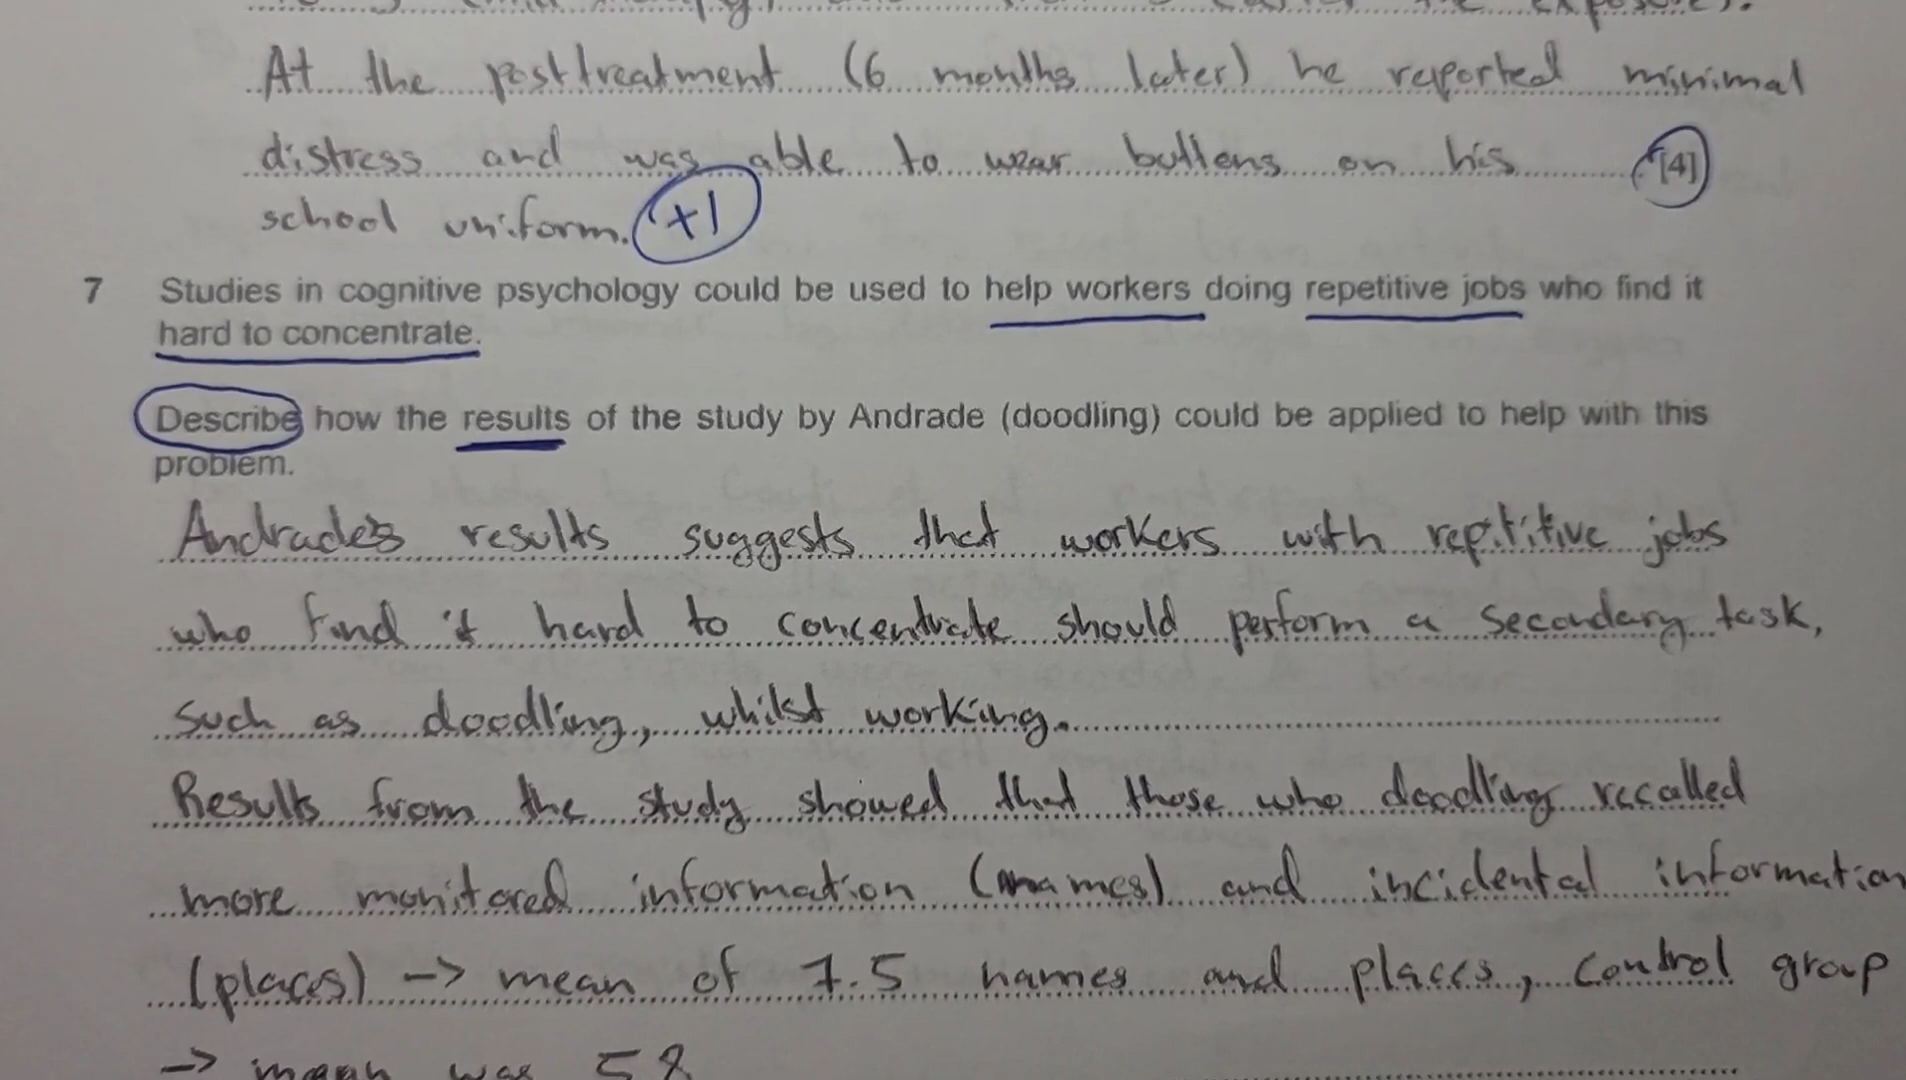 At the posttreatment (6 months later) he reported minimal
distress and was able to wear buttons on his [4]
school uniform. +1
7 Studies in cognitive psychology could be used to help workers doing repetitive jobs who find it
hard to concentrate.
Describe how the results of the study by Andrade (doodling) could be applied to help with this
problem.
Andrade's results suggests that workers with repititive jobs
who find it hard to concentrate should perform a secondary task,
such as doodling, whilst working.
Results from the study showed that those who doodling recalled
more monitored information (names) and incidental information
(places) -> mean of 7.5 names and places, control group
-> mean was 5.8